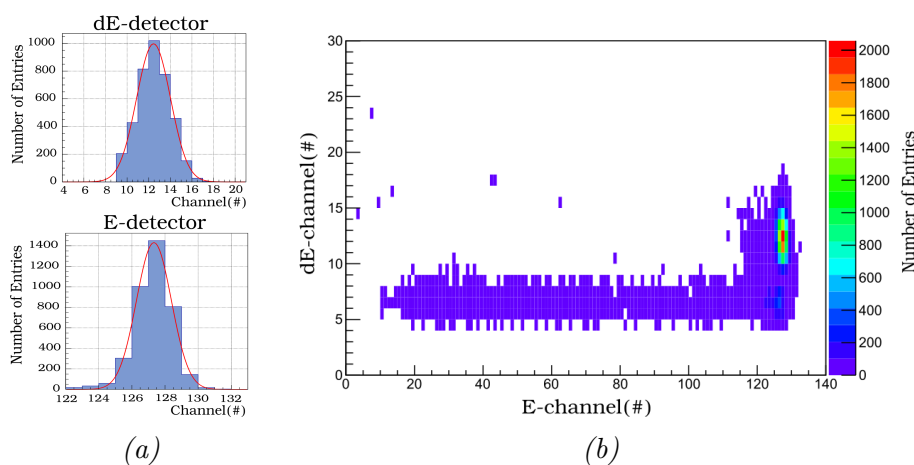 dE-detector
Number of Entries
1000
800
600
400
200
0
4 6 8 10 12 14 16 18 20
Channel(#)
E-detector
Number of Entries
1400
1200
1000
800
600
400
200
0
122 124 126 128 130 132
Channel(#)
(a)
dE-channel(#)
30
25
20
15
10
5
0
0 20 40 60 80 100 120 140
E-channel(#)
2000
1800
1600
1400
1200
1000
800
600
400
200
0
Number of Entries
(b)